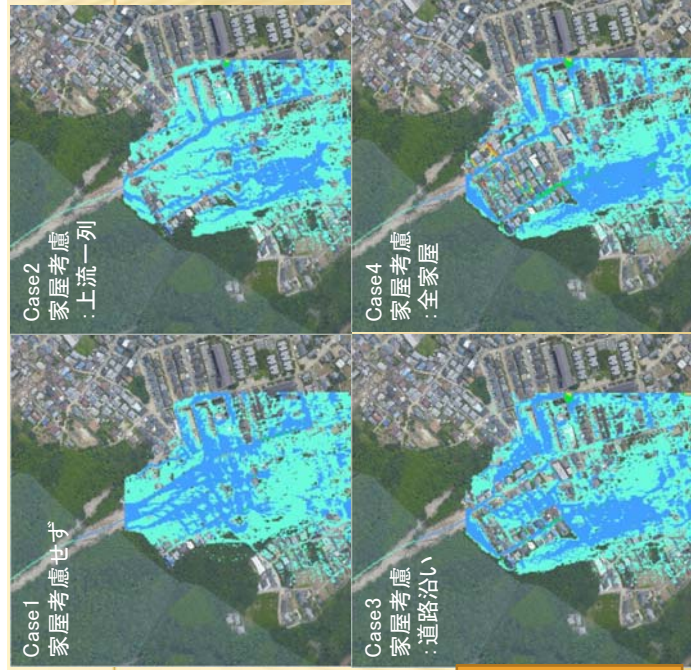 Case1
家屋考慮せず
Case2
家屋考慮
:上流一列
Case3
家屋考慮
:道路沿い
Case4
家屋考慮
:全家屋